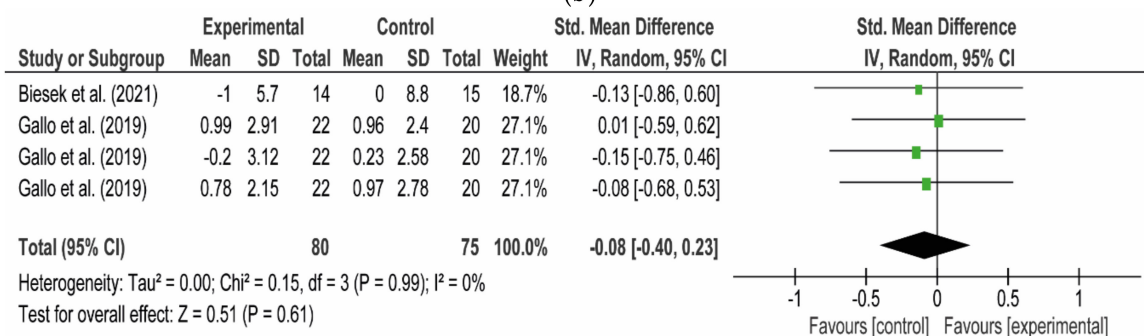 (b)
Experimental Control Std. Mean Difference Std. Mean Difference
Study or Subgroup Mean SD Total Mean SD Total Weight IV, Random, 95% CI IV, Random, 95% CI
Biesek et al. (2021) -1 5.7 14 0 8.8 15 18.7% -0.13 [-0.86, 0.60]
Gallo et al. (2019) 0.99 2.91 22 0.96 2.4 20 27.1% 0.01 [-0.59, 0.62]
Gallo et al. (2019) -0.2 3.12 22 0.23 2.58 20 27.1% -0.15 [-0.75, 0.46]
Gallo et al. (2019) 0.78 2.15 22 0.97 2.78 20 27.1% -0.08 [-0.68, 0.53]
Total (95% CI) 80 75 100.0% -0.08 [-0.40, 0.23]
Heterogeneity: Tau² = 0.00; Chi² = 0.15, df = 3 (P = 0.99); I² = 0%
Test for overall effect: Z = 0.51 (P = 0.61)
-1 -0.5 0 0.5 1
Favours [control] Favours [experimental]